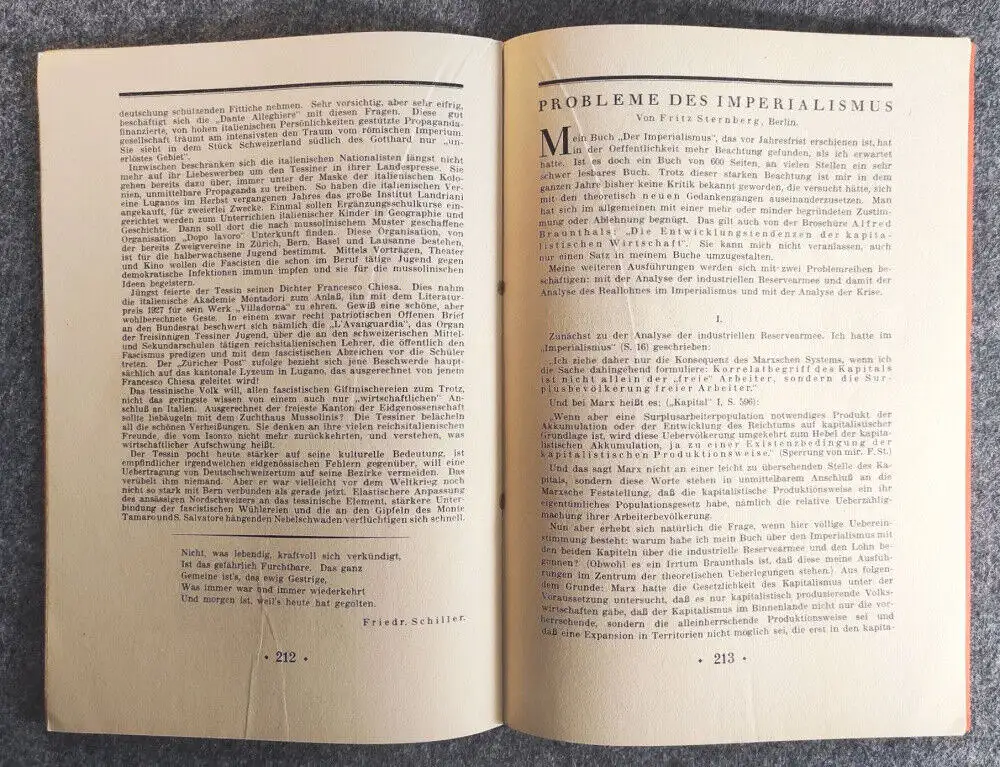 deutschung schützenden Fittiche nehmen. Sehr vorsichtig, aber sehr eifrig,
beschäftigt sich die „Dante Alleghiere" mit diesen Fragen. Diese gut
finanzierte, von hohen italienischen Persönlichkeiten gestützte Propaganda-
gesellschaft träumt am intensivsten den Traum vom römischen Imperium.
Sie sieht in dem Stück Schweizerland südlich des Gotthard nur „un-
erlöstes Gebiet".
Inzwischen beschränken sich die italienischen Nationalisten längst nicht
mehr auf ihr Liebeswerben um den Tessiner in ihrer Landespresse. Sie
gehen bereits dazu über, immer unter der Maske der italienischen Kolo-
nien, unmittelbare Propaganda zu treiben. So haben die italienischen Ver-
eine Luganos im Herbst vergangenen Jahres das große Institut Landriani
angekauft, für zweierlei Zwecke. Einmal sollen Ergänzungsschulkurse ein-
gerichtet werden zum Unterrichten italienischer Kinder in Geographie und
Geschichte. Dann soll dort die nach mussolinischem Muster geschaffene
Organisation „Dopo lavoro" Unterkunft finden. Diese Organisation, von
der bereits Zweigvereine in Zürich, Bern, Basel und Lausanne bestehen,
ist für die halberwachsene Jugend bestimmt. Mittels Vorträgen, Theater
und Kino wollen die Fascisten die schon im Beruf tätige Jugend gegen
demokratische Infektionen immun impfen und sie für die mussolinischen
Ideen begeistern.
Jüngst feierte der Tessin seinen Dichter Francesco Chiesa. Dies nahm
die italienische Akademie Montadori zum Anlaß, ihn mit dem Literatur-
preis 1927 für sein Werk „Villadorna" zu ehren. Gewiß eine schöne, aber
wohlberechnete Geste. In einem zwar recht patriotischen Offenen Brief
an den Bundesrat beschwert sich nämlich die „L'Avanguardia", das Organ
der freisinnigen Tessiner Jugend, über die an den schweizerischen Mittel-
und Sekundarschulen tätigen reichsitalienischen Lehrer, die öffentlich den
Fascismus predigen und mit dem fascistischen Abzeichen vor die Schüler
treten. Der „Züricher Post" zufolge bezieht sich jene Beschwerde haupt-
sächlich auf das kantonale Lyzeum in Lugano, das ausgerechnet von jenem
Francesco Chiesa geleitet wird!
Das tessinische Volk will, allen fascistischen Giftmischereien zum Trotz,
nicht das geringste wissen von einem auch nur „wirtschaftlichen" An-
schluß an Italien. Ausgerechnet der freieste Kanton der Eidgenossenschaft
sollte liebäugeln mit dem Zuchthaus Mussolinis? Die Tessiner belächeln
all die schönen Verheißungen. Sie denken an ihre vielen reichsitalienischen
Freunde, die vom Isonzo nicht mehr zurückkehrten, und verstehen, was
wirtschaftlicher Aufschwung heißt.
Der Tessin pocht heute stärker auf seine kulturelle Bedeutung, ist
empfindlicher irgendwelchen eidgenössischen Fehlern gegenüber, will eine
Uebertragung von Deutschschweizertum auf seine Bezirke vermeiden. Das
verübelt ihm niemand. Aber er war vielleicht vor dem Weltkrieg noch
nicht so stark mit Bern verbunden als gerade jetzt. Elastischere Anpassung
des ansässigen Nordschweizers an das tessinische Element, stärkere Unter-
bindung der fascistischen Wühlereien und die an den Gipfeln des Monte
Tamaround S. Salvatore hängenden Nebelschwaden verflüchtigen sich schnell.
Nicht, was lebendig, kraftvoll sich verkündigt,
Ist das gefährlich Furchtbare. Das ganz
Gemeine ist's, das ewig Gestrige,
Was immer war und immer wiederkehrt
Und morgen ist, weil's heute hat gegolten.
Friedr. Schiller.
• 212 •
PROBLEME DES IMPERIALISMUS
Von Fritz Sternberg, Berlin.
Mein Buch „Der Imperialismus", das vor Jahresfrist erschienen ist, hat
in der Oeffentlichkeit mehr Beachtung gefunden, als ich erwartet
hatte. Ist es doch ein Buch von 600 Seiten, an vielen Stellen ein sehr
schwer lesbares Buch. Trotz dieser starken Beachtung ist mir in dem
ganzen Jahre bisher keine Kritik bekannt geworden, die versucht hätte, sich
mit den theoretisch neuen Gedankengängen auseinanderzusetzen. Man
hat sich im allgemeinen mit einer mehr oder minder begründeten Zustim-
mung oder Ablehnung begnügt. Das gilt auch von der Broschüre Alfred
Braunthals: „Die Entwicklungstendenzen der kapita-
listischen Wirtschaft". Sie kann mich nicht veranlassen, auch
nur einen Satz in meinem Buche umzugestalten.
Meine weiteren Ausführungen werden sich mit zwei Problemreihen be-
schäftigen: mit der Analyse der industriellen Reservearmee und damit der
Analyse des Reallohnes im Imperialismus und mit der Analyse der Krise.
I.
Zunächst zu der Analyse der industriellen Reservearmee. Ich hatte im
„Imperialismus" (S. 16) geschrieben:
„Ich ziehe daher nur die Konsequenz des Marxschen Systems, wenn ich
die Sache dahingehend formuliere: Korrelatbegriff des Kapitals
ist nicht allein der „freie" Arbeiter, sondern die Sur-
plusbevölkerung freier Arbeiter."
Und bei Marx heißt es: („Kapital" I, S. 596):
„Wenn aber eine Surplusarbeiterpopulation notwendiges Produkt der
Akkumulation oder der Entwicklung des Reichtums auf kapitalistischer
Grundlage ist, wird diese Uebervölkerung umgekehrt zum Hebel der kapita-
listischen Akkumulation, ja zu einer Existenzbedingung der
kapitalistischen Produktionsweise." (Sperrung von mir. F. St.)
Und das sagt Marx nicht an einer leicht zu übersehenden Stelle des Ka-
pitals, sondern diese Worte stehen in unmittelbarem Anschluß an die
Marxsche Feststellung, daß die kapitalistische Produktionsweise ein ihr
eigentümliches Populationsgesetz habe, nämlich die relative Ueberzählig-
machung ihrer Arbeiterbevölkerung.
Nun aber erhebt sich natürlich die Frage, wenn hier völlige Ueberein-
stimmung besteht: warum habe ich mein Buch über den Imperialismus mit
den beiden Kapiteln über die industrielle Reservearmee und den Lohn be-
gonnen? (Obwohl es ein Irrtum Braunthals ist, daß diese meine Ausfüh-
rungen im Zentrum der theoretischen Ueberlegungen stehen.) Aus folgen-
dem Grunde: Marx hatte die Gesetzlichkeit des Kapitalismus unter der
Voraussetzung untersucht, daß es nur kapitalistisch produzierende Volks-
wirtschaften gäbe, daß der Kapitalismus im Binnenlande nicht nur die vor-
herrschende, sondern die alleinherrschende Produktionsweise sei und
daß eine Expansion in Territorien nicht möglich sei, die erst in den kapita-
• 213 •